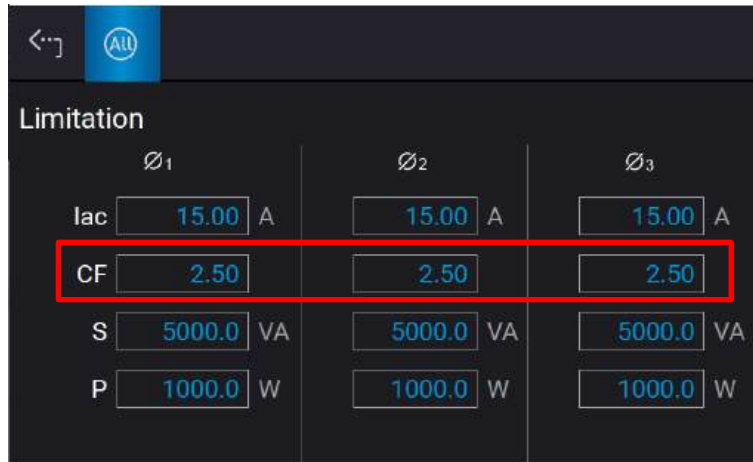 All
Limitation
Ø1 Ø2 Ø3
Iac 15.00 A 15.00 A 15.00 A
CF 2.50 2.50 2.50
S 5000.0 VA 5000.0 VA 5000.0 VA
P 1000.0 W 1000.0 W 1000.0 W